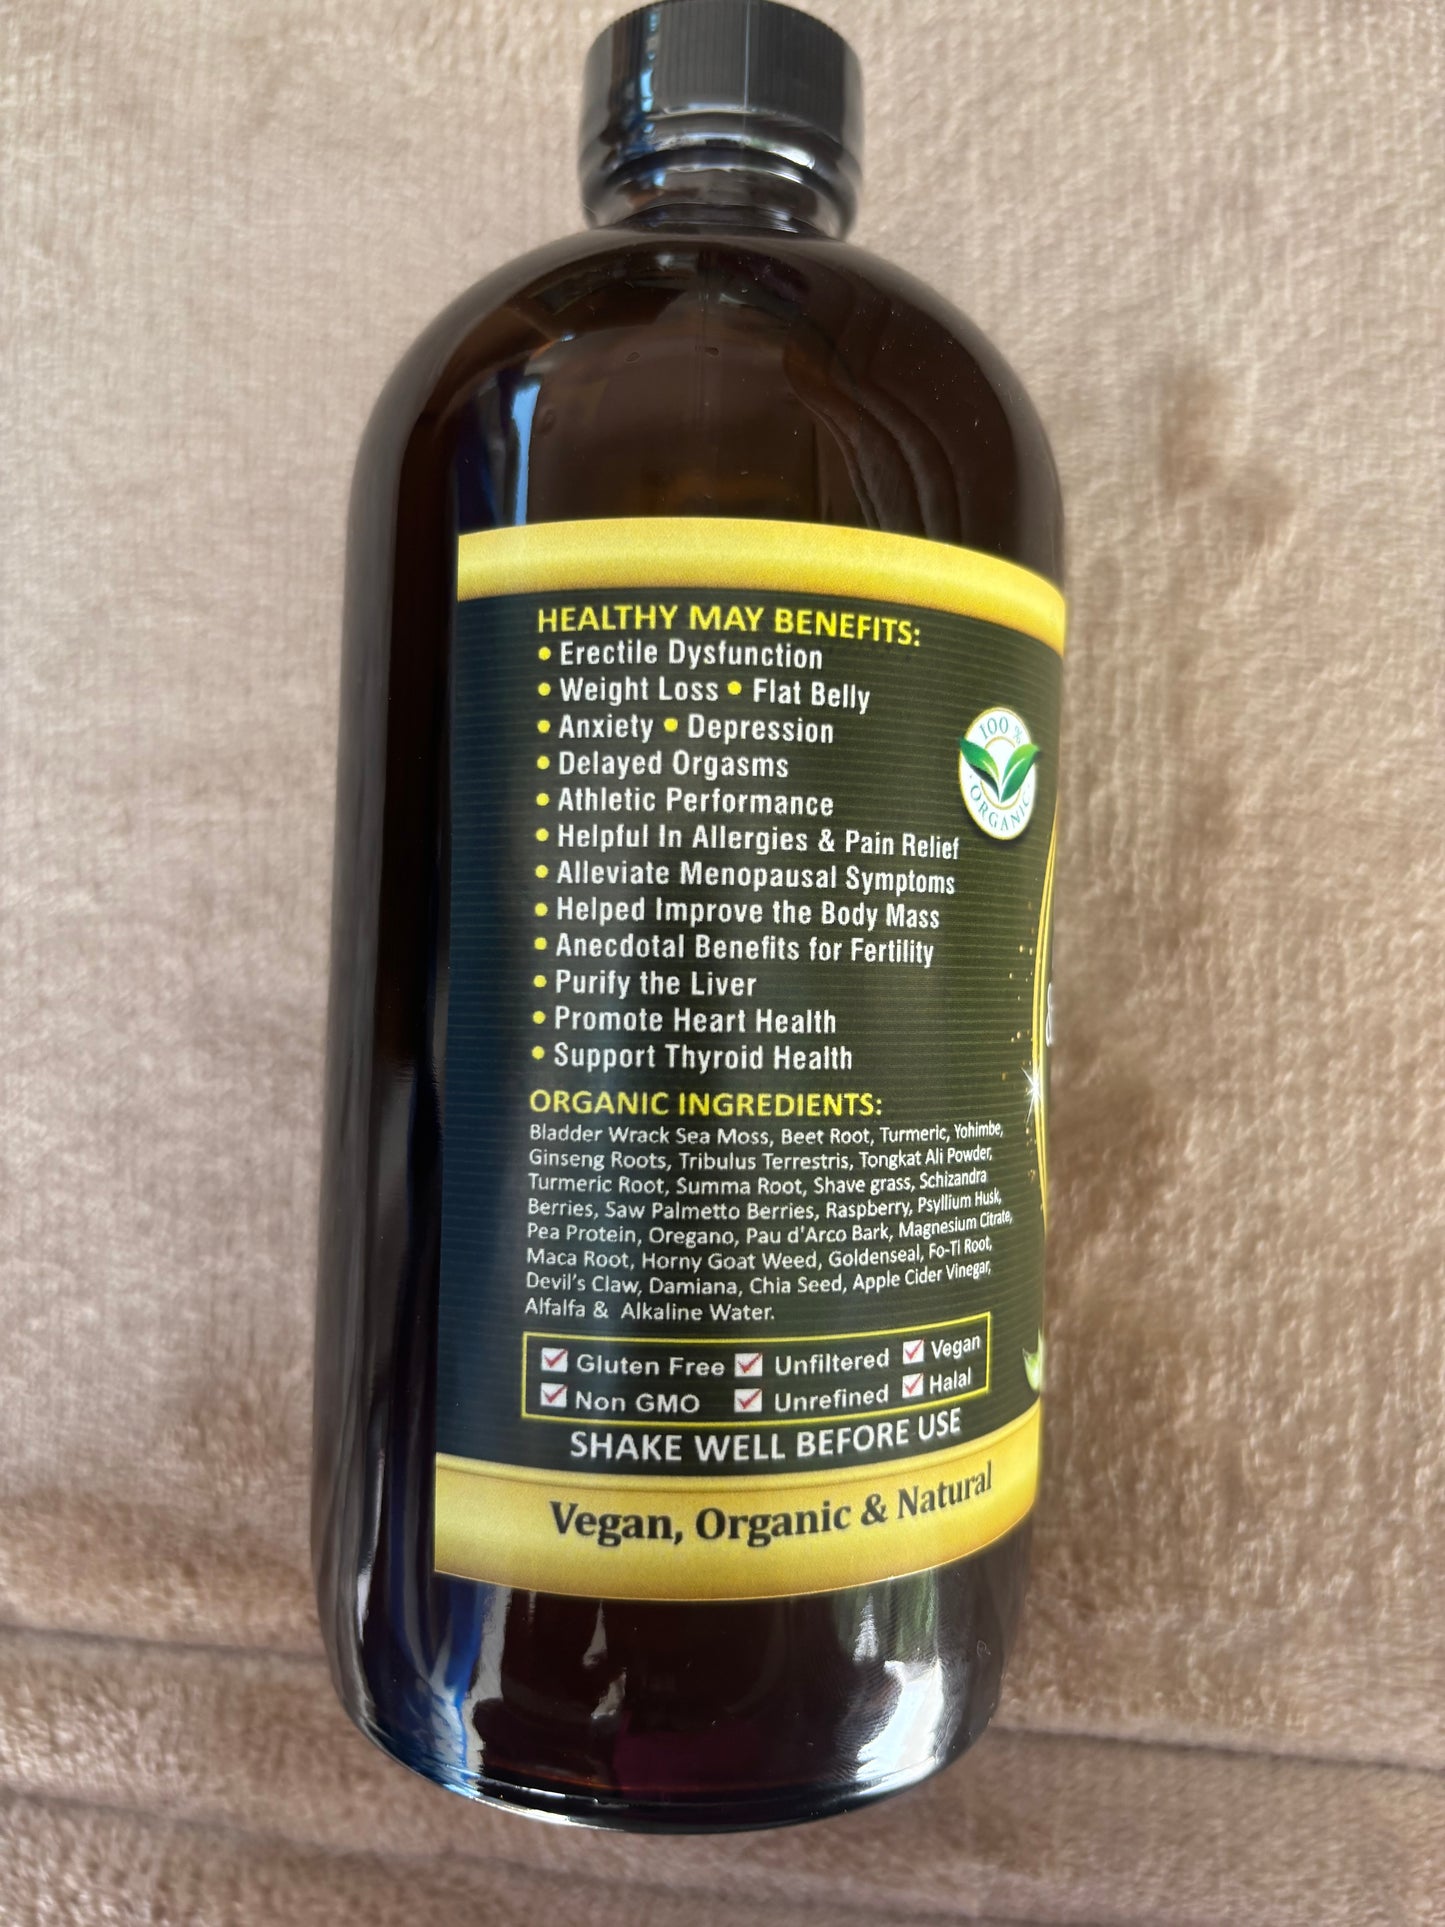 HEALTHY MAY BENEFITS:
• Erectile Dysfunction
• Weight Loss • Flat Belly
• Anxiety • Depression
• Delayed Orgasms
• Athletic Performance
• Helpful In Allergies & Pain Relief
• Alleviate Menopausal Symptoms
• Helped Improve the Body Mass
• Anecdotal Benefits for Fertility
• Purify the Liver
• Promote Heart Health
• Support Thyroid Health
100 %
ORGANIC
ORGANIC INGREDIENTS:
Bladder Wrack Sea Moss, Beet Root, Turmeric, Yohimbe,
Ginseng Roots, Tribulus Terrestris, Tongkat Ali Powder,
Turmeric Root, Summa Root, Shave grass, Schizandra
Berries, Saw Palmetto Berries, Raspberry, Psyllium Husk,
Pea Protein, Oregano, Pau d'Arco Bark, Magnesium Citrate,
Maca Root, Horny Goat Weed, Goldenseal, Fo-Ti Root,
Devil's Claw, Damiana, Chia Seed, Apple Cider Vinegar,
Alfalfa & Alkaline Water.
Gluten Free Unfiltered Vegan
Non GMO Unrefined Halal
SHAKE WELL BEFORE USE
Vegan, Organic & Natural